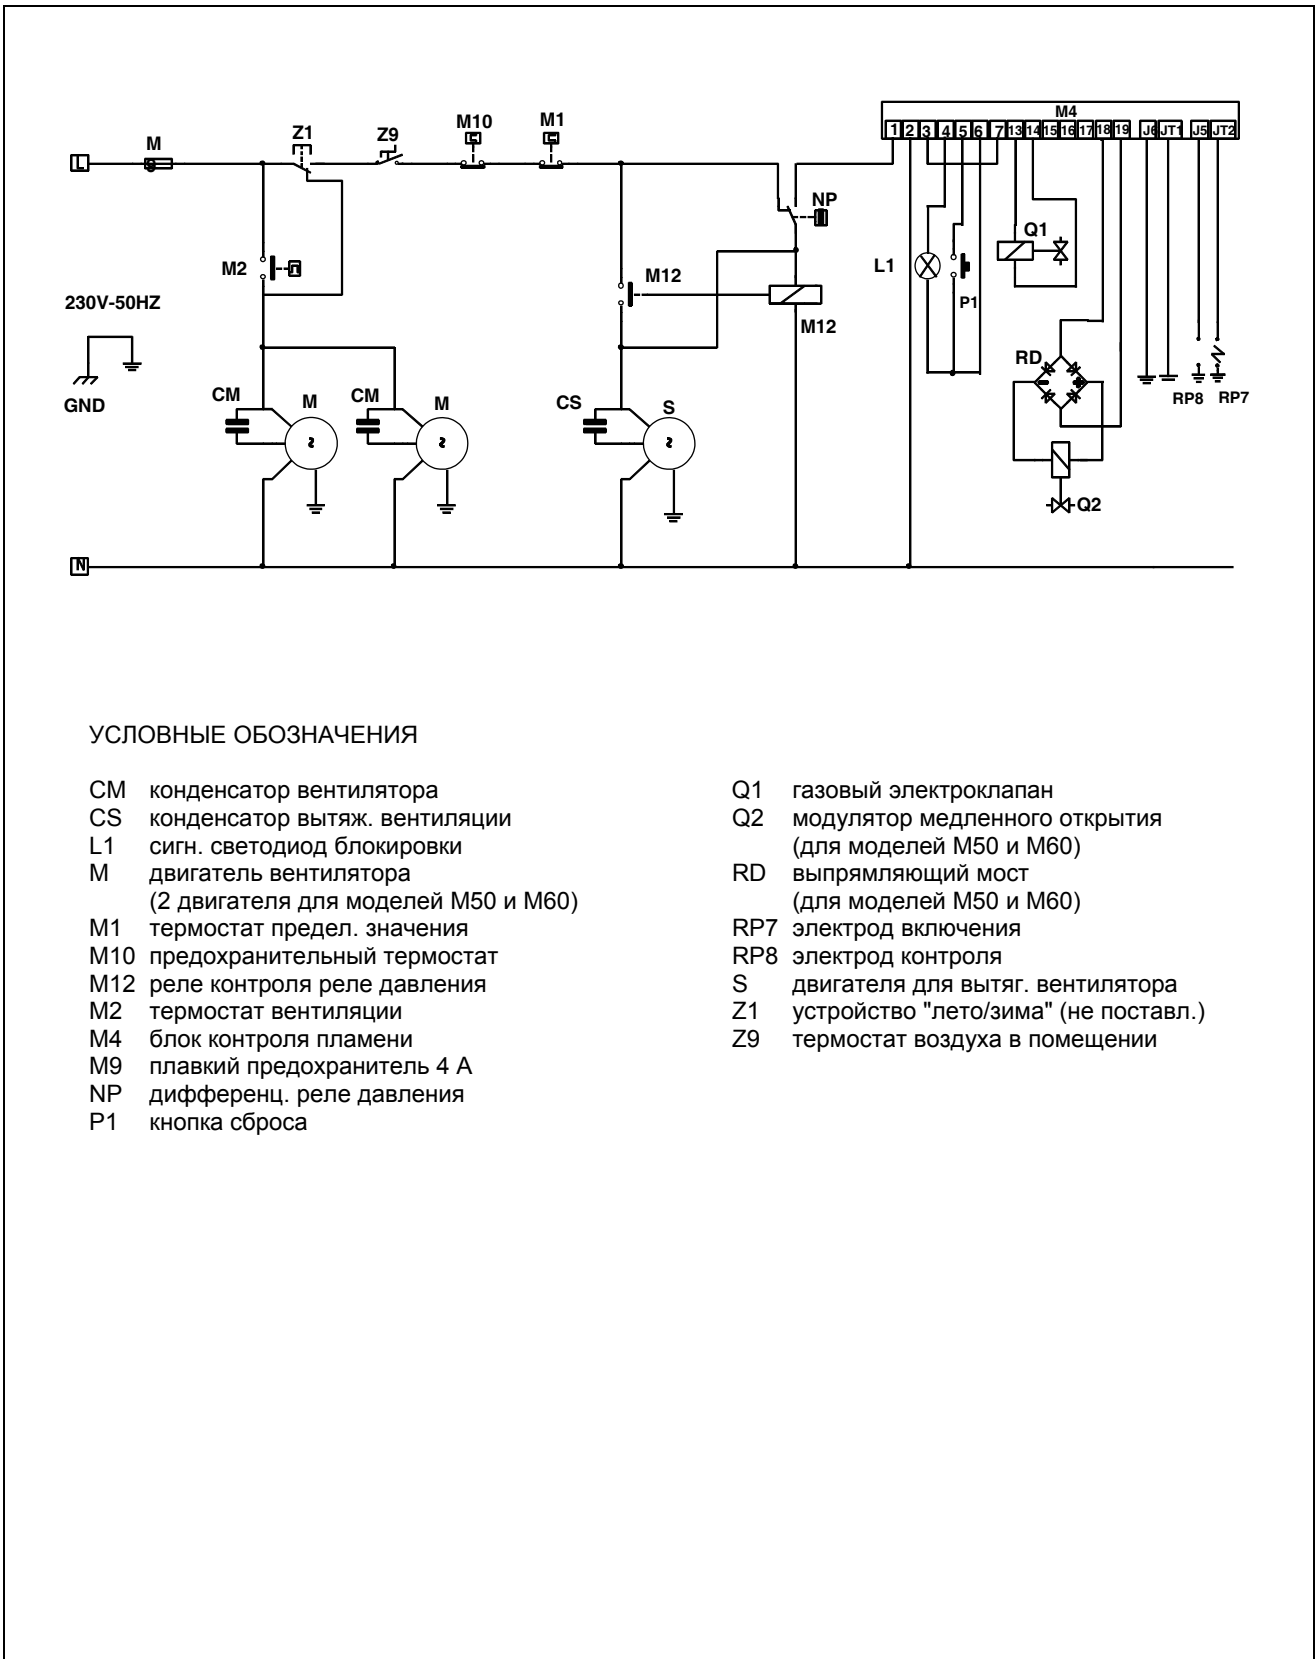 M4
M10 M1
Z1 Z9
M
L
1 2 3 4 5 6 7 13 14 15 16 17 18 19 J6 JT1 J5 JT2
NP
Q1
M2
M12
L1
P1
230V-50HZ
M12
RD
GND
CM M CM M CS S
RP8 RP7
Q2
N
УСЛОВНЫЕ ОБОЗНАЧЕНИЯ
CM конденсатор вентилятора
CS конденсатор вытяж. вентиляции
L1 сигн. светодиод блокировки
M двигатель вентилятора
(2 двигателя для моделей M50 и M60)
M1 термостат предел. значения
M10 предохранительный термостат
M12 реле контроля реле давления
M2 термостат вентиляции
M4 блок контроля пламени
M9 плавкий предохранитель 4 А
NP дифференц. реле давления
P1 кнопка сброса
Q1 газовый электроклапан
Q2 модулятор медленного открытия
(для моделей M50 и M60)
RD выпрямляющий мост
(для моделей M50 и M60)
RP7 электрод включения
RP8 электрод контроля
S двигателя для вытяг. вентилятора
Z1 устройство "лето/зима" (не поставл.)
Z9 термостат воздуха в помещении